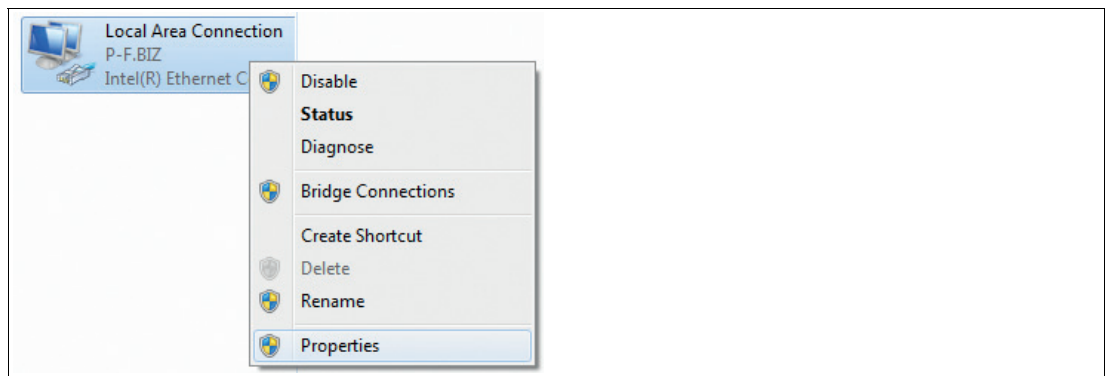 Local Area Connection
P-F.BIZ
Intel(R) Ethernet C
Disable
Status
Diagnose
Bridge Connections
Create Shortcut
Delete
Rename
Properties